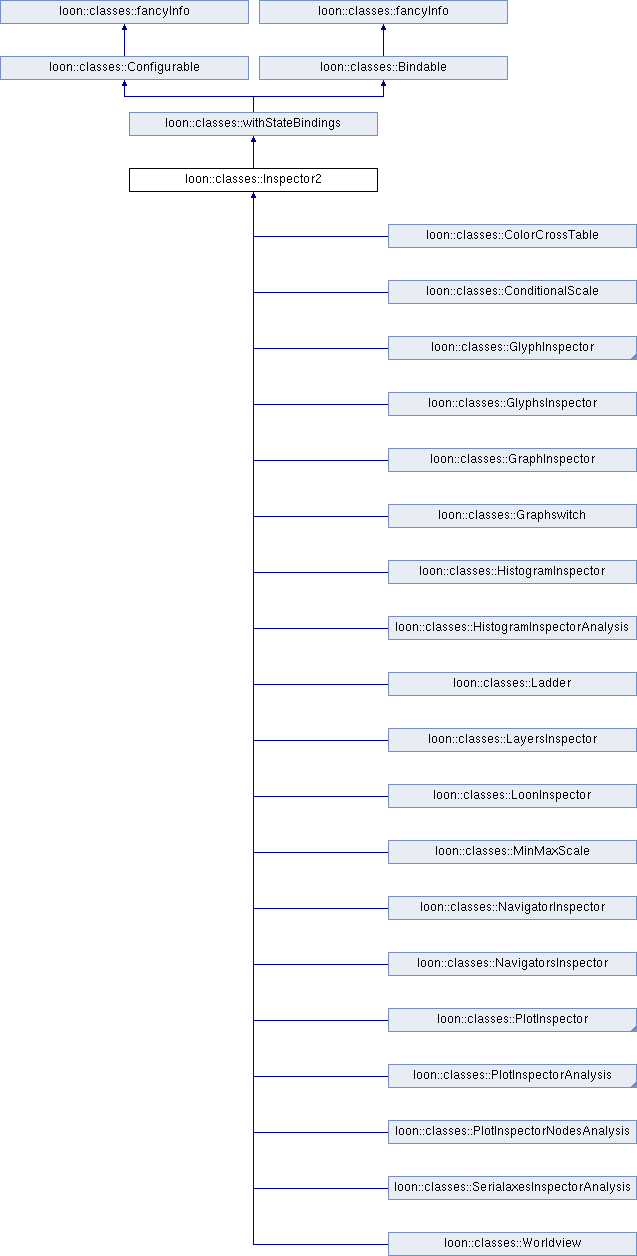 loon::classes::fancyInfo
loon::classes::fancyInfo
loon::classes::Configurable
loon::classes::Bindable
loon::classes::withStateBindings
loon::classes::Inspector2
loon::classes::ColorCrossTable
loon::classes::ConditionalScale
loon::classes::GlyphInspector
loon::classes::GlyphsInspector
loon::classes::GraphInspector
loon::classes::Graphswitch
loon::classes::HistogramInspector
loon::classes::HistogramInspectorAnalysis
loon::classes::Ladder
loon::classes::LayersInspector
loon::classes::LoonInspector
loon::classes::MinMaxScale
loon::classes::NavigatorInspector
loon::classes::NavigatorsInspector
loon::classes::PlotInspector
loon::classes::PlotInspectorAnalysis
loon::classes::PlotInspectorNodesAnalysis
loon::classes::SerialaxesInspectorAnalysis
loon::classes::Worldview